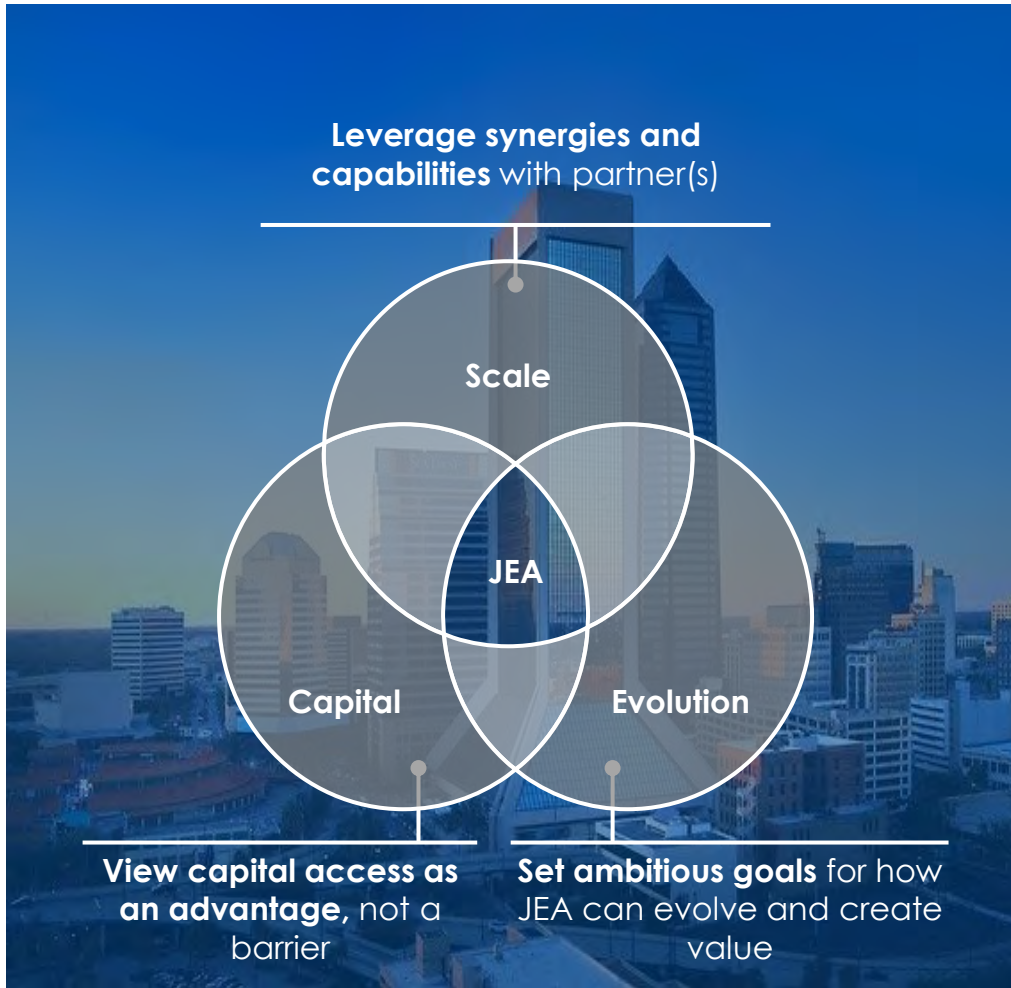 Leverage synergies and
capabilities with partner(s)
Scale
JEA
Capital
Evolution
View capital access as
an advantage, not a
barrier
Set ambitious goals for how
JEA can evolve and create
value